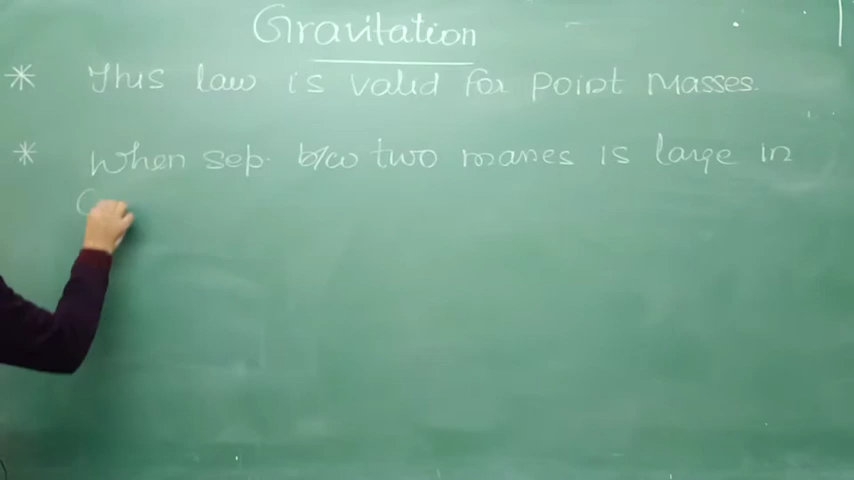 Gravitation
* This law is valid for point Masses.
* When sep. b/w two masses is large in